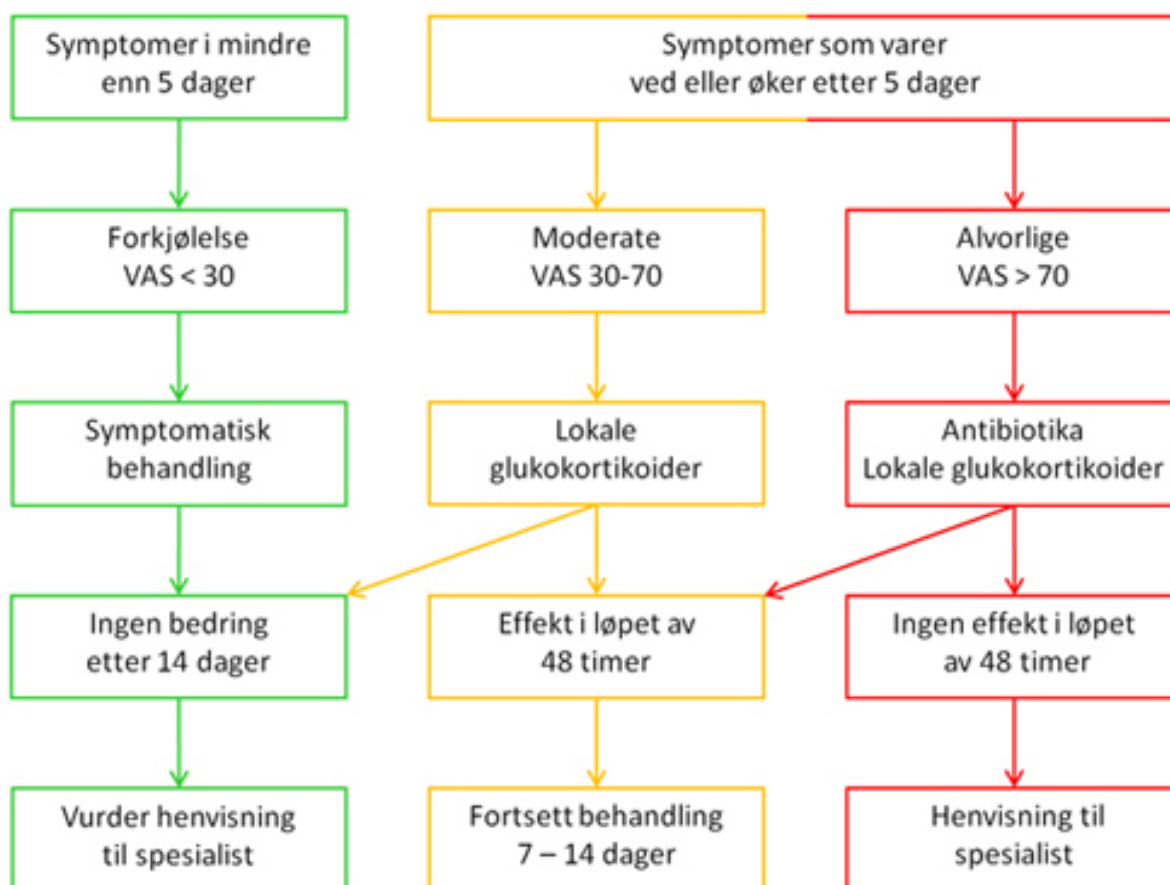 Symptomer i mindre
enn 5 dager
Symptomer som varer
ved eller øker etter 5 dager
Forkjølelse
VAS < 30
Moderate
VAS 30-70
Alvorlige
VAS > 70
Symptomatisk
behandling
Lokale
glukokortikoider
Antibiotika
Lokale glukokortikoider
Ingen bedring
etter 14 dager
Effekt i løpet av
48 timer
Ingen effekt i løpet
av 48 timer
Vurder henvisning
til spesialist
Fortsett behandling
7 – 14 dager
Henvisning til
spesialist